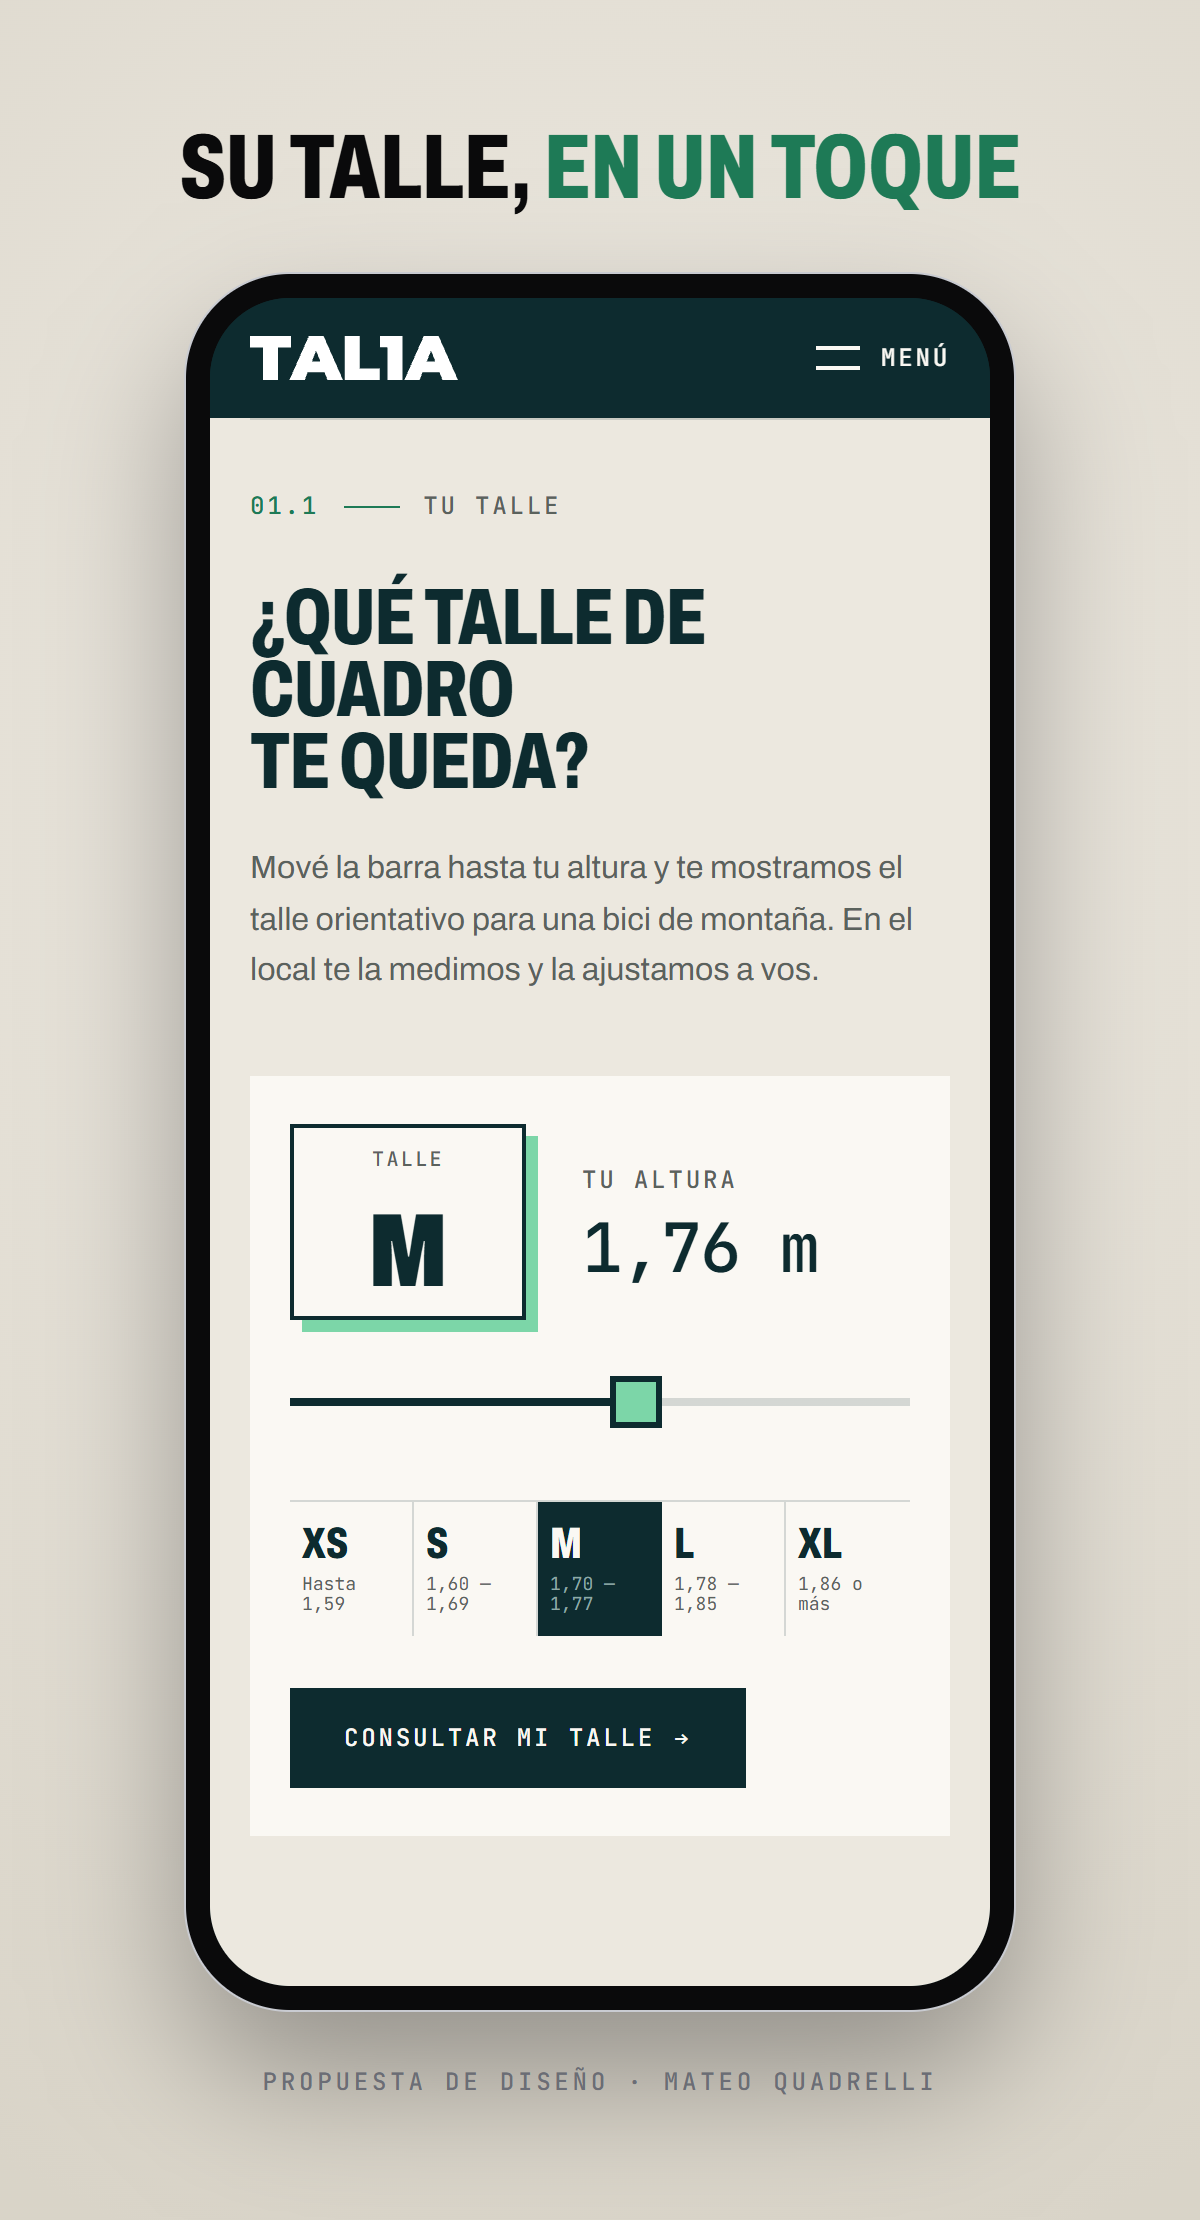 SU TALLE, EN UN TOQUE
TAL1A
MENÚ
01.1 — TU TALLE
¿QUÉ TALLE DE
CUADRO
TE QUEDA?
Mové la barra hasta tu altura y te mostramos el
talle orientativo para una bici de montaña. En el
local te la medimos y la ajustamos a vos.
TALLE
M
TU ALTURA
1,76 m
XS
Hasta
1,59
S
1,60 –
1,69
M
1,70 –
1,77
L
1,78 –
1,85
XL
1,86 o
más
CONSULTAR MI TALLE →
PROPUESTA DE DISEÑO · MATEO QUADRELLI